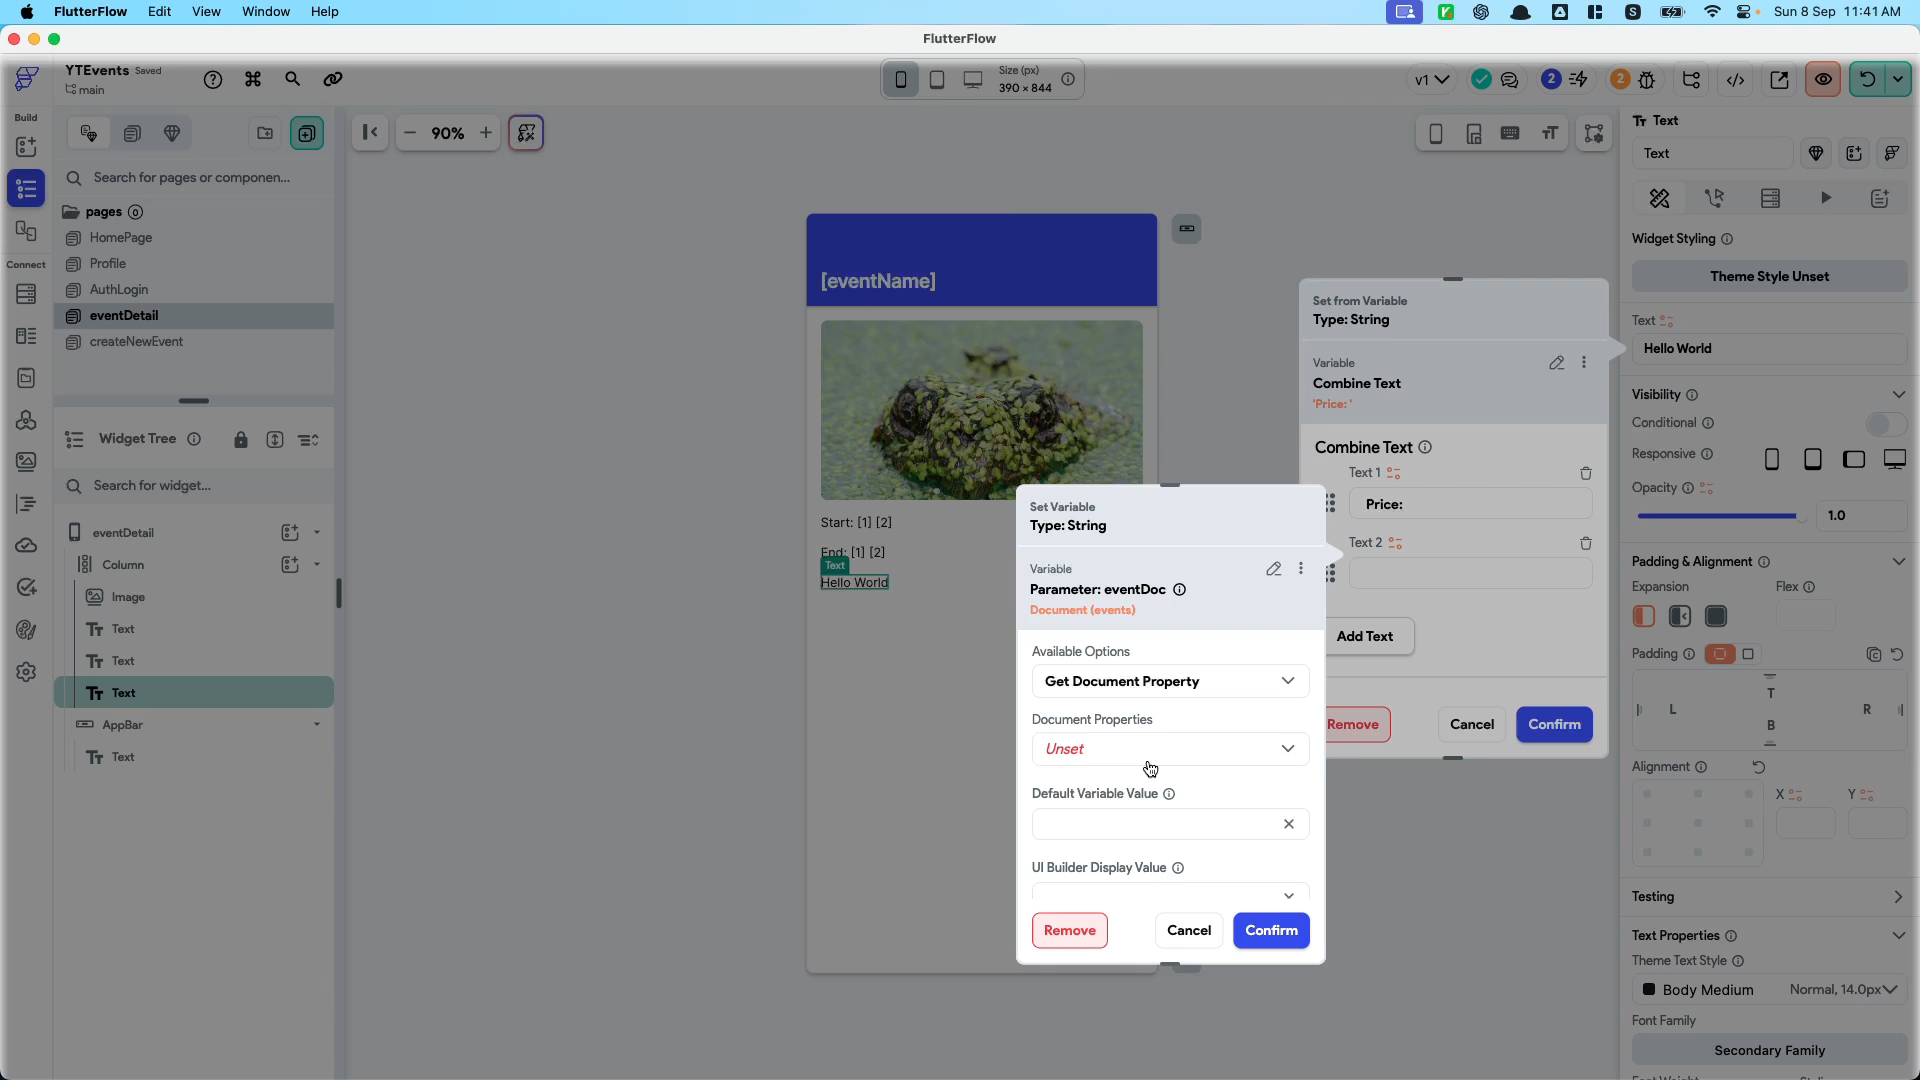 FlutterFlow Edit View Window Help
Sun 8 Sep 11:41 AM
FlutterFlow
YTEvents Saved
main
Size (px)
390 × 844
v1
2
2
Build
90%
Search for pages or componen...
pages 0
HomePage
Profile
AuthLogin
eventDetail
createNewEvent
Connect
Widget Tree
Search for widget...
eventDetail
Column
Image
Text
Text
Text
AppBar
Text
[eventName]
Start: [1] [2]
End: [1] [2]
Text
Hello World
Set Variable
Type: String
Variable
Parameter: eventDoc
Document (events)
Available Options
Get Document Property
Document Properties
Unset
Default Variable Value
UI Builder Display Value
Remove
Cancel
Confirm
Set from Variable
Type: String
Variable
Combine Text
'Price: '
Combine Text
Text 1
Price:
Text 2
Add Text
Remove
Cancel
Confirm
Text
Text
Widget Styling
Theme Style Unset
Text
Hello World
Visibility
Conditional
Responsive
Opacity
1.0
Padding & Alignment
Expansion
Flex
Padding
T
L
R
B
Alignment
X
Y
Testing
Text Properties
Theme Text Style
Body Medium
Normal, 14.0px
Font Family
Secondary Family